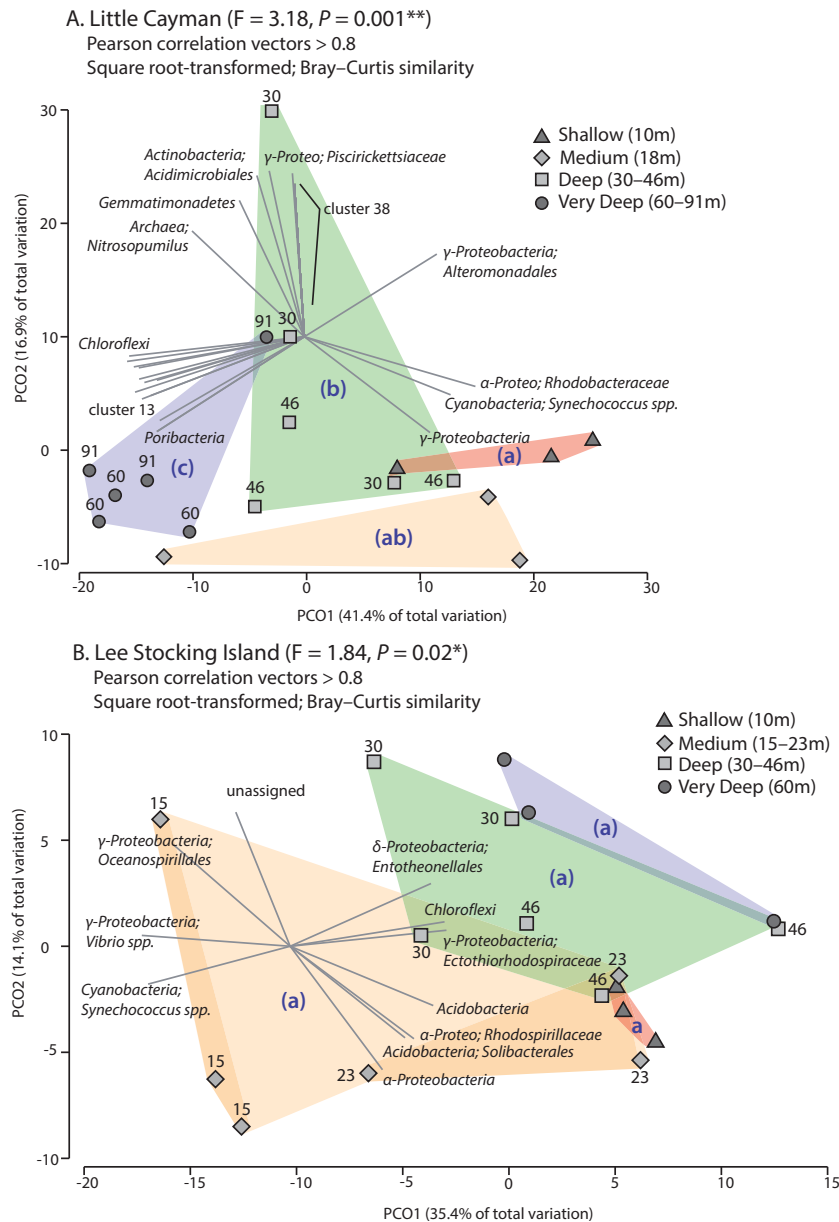 A. Little Cayman (F = 3.18, P = 0.001**)
Pearson correlation vectors > 0.8
Square root-transformed; Bray–Curtis similarity
Shallow (10m)
Medium (18m)
Deep (30–46m)
Very Deep (60–91m)
PCO2 (16.9% of total variation)
30
20
10
0
-10
30
Actinobacteria;
Acidimicrobiales
γ-Proteo; Piscirickettsiaceae
Gemmatimonadetes
cluster 38
Archaea;
Nitrosopumilus
γ-Proteobacteria;
Alteromonadales
91
30
Chloroflexi
(b)
α-Proteo; Rhodobacteraceae
Cyanobacteria; Synechococcus spp.
cluster 13
46
Poribacteria
γ-Proteobacteria
91
60
91
(c)
(a)
60
60
46
30
46
(ab)
-20
-10
0
10
20
30
PCO1 (41.4% of total variation)
B. Lee Stocking Island (F = 1.84, P = 0.02*)
Pearson correlation vectors > 0.8
Square root-transformed; Bray–Curtis similarity
Shallow (10m)
Medium (15–23m)
Deep (30–46m)
Very Deep (60m)
PCO2 (14.1% of total variation)
10
5
0
-5
-10
30
unassigned
15
30
(a)
γ-Proteobacteria;
Oceanospirillales
δ-Proteobacteria;
Entotheonellales
(a)
Chloroflexi
46
γ-Proteobacteria;
Vibrio spp.
30
46
γ-Proteobacteria;
Ectothiorhodospiraceae
23
46
Cyanobacteria;
Synechococcus spp.
(a)
Acidobacteria
a
α-Proteo; Rhodospirillaceae
Acidobacteria; Solibacterales
α-Proteobacteria
15
23
23
15
-20
-10
-5
0
5
10
15
PCO1 (35.4% of total variation)